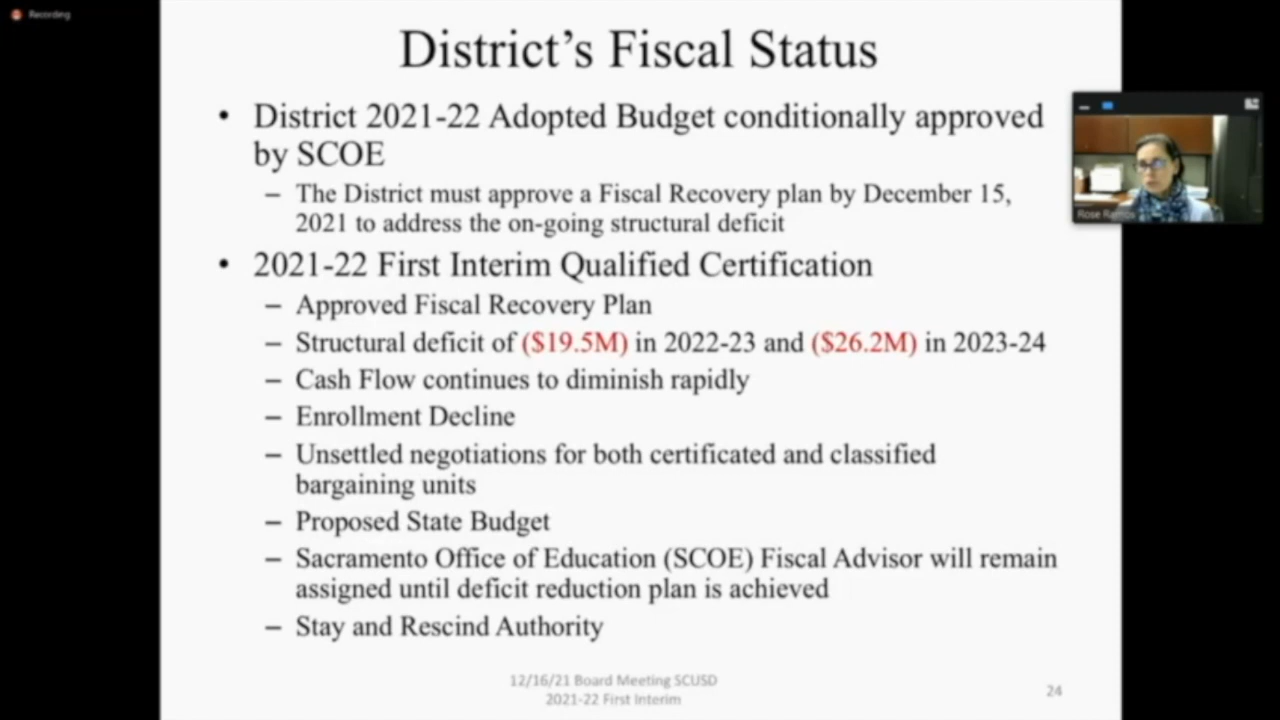 Recording
District's Fiscal Status
• District 2021-22 Adopted Budget conditionally approved
by SCOE
– The District must approve a Fiscal Recovery plan by December 15,
2021 to address the on-going structural deficit
• 2021-22 First Interim Qualified Certification
– Approved Fiscal Recovery Plan
– Structural deficit of ($19.5M) in 2022-23 and ($26.2M) in 2023-24
– Cash Flow continues to diminish rapidly
– Enrollment Decline
– Unsettled negotiations for both certificated and classified
bargaining units
– Proposed State Budget
– Sacramento Office of Education (SCOE) Fiscal Advisor will remain
assigned until deficit reduction plan is achieved
– Stay and Rescind Authority
Rose Ramos
12/16/21 Board Meeting SCUSD
2021-22 First Interim
24